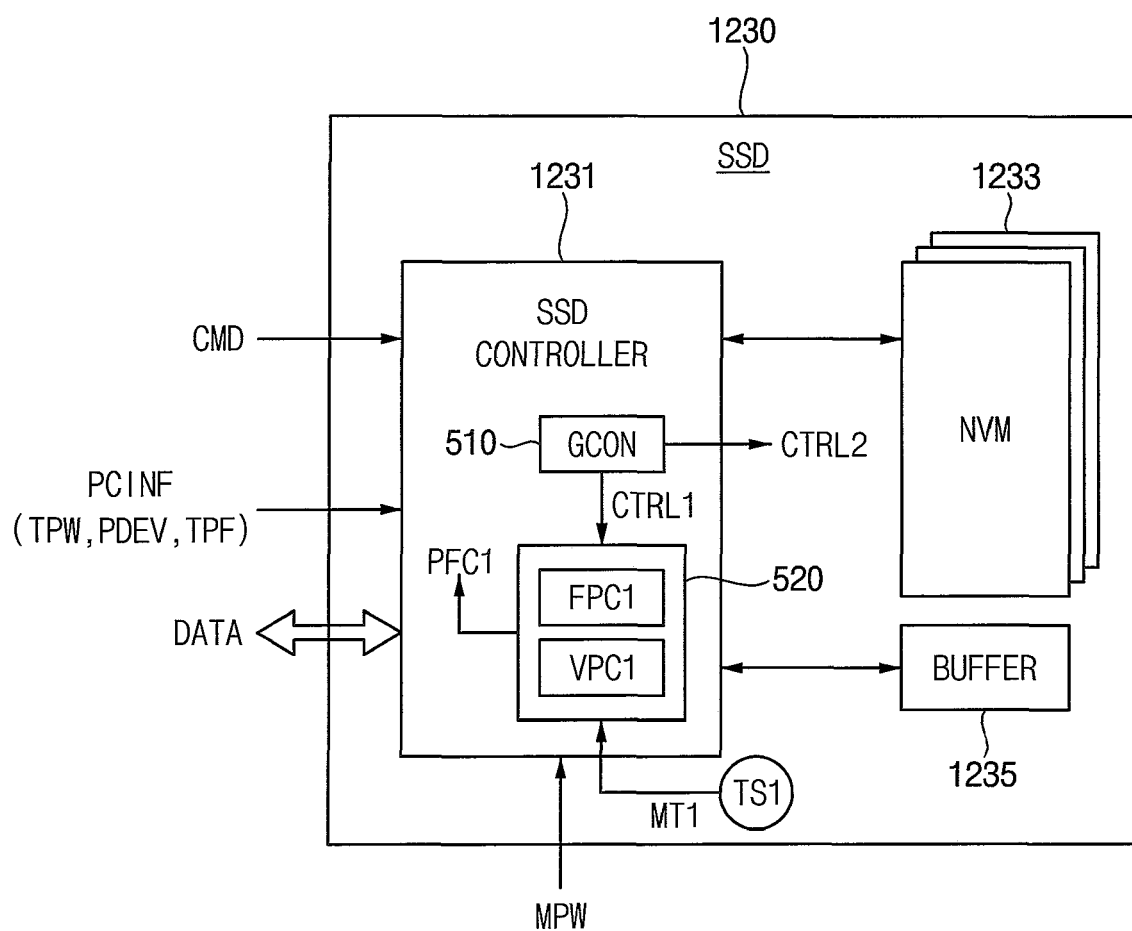 1230
SSD
1231
1233
SSD
CONTROLLER
CMD
NVM
510
GCON
CTRL2
PCINF
(TPW,PDEV,TPF)
CTRL1
PFC1
520
FPC1
DATA
VPC1
BUFFER
1235
TS1
MT1
MPW